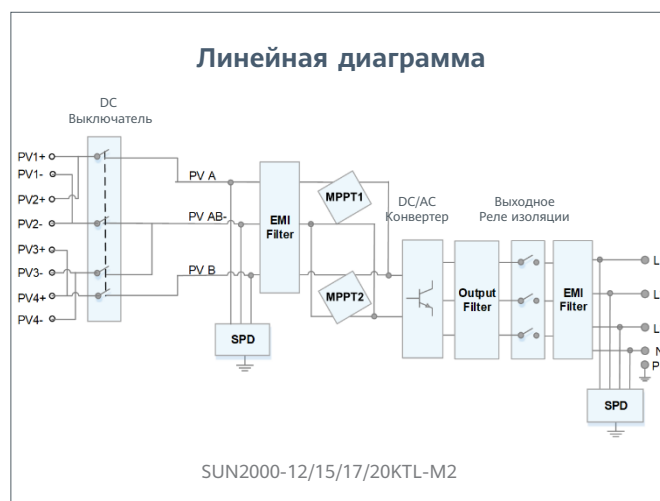 Линейная диаграмма
DC
Выключатель
PV1+
PV1-
PV2+
PV2-
PV3+
PV3-
PV4+
PV4-
PV A
PV AB-
PV B
EMI
Filter
SPD
MPPT1
MPPT2
DC/AC
Конвертер
Output
Filter
Выходное
Реле изоляции
EMI
Filter
L
L
L
N
P
SPD
SUN2000-12/15/17/20KTL-M2